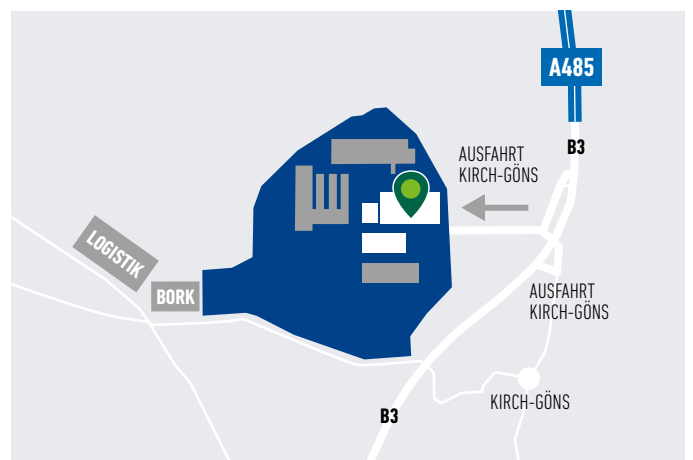 A485
B3
AUSFAHRT
KIRCH-GÖNS
LOGISTIK
BORK
AUSFAHRT
KIRCH-GÖNS
KIRCH-GÖNS
B3